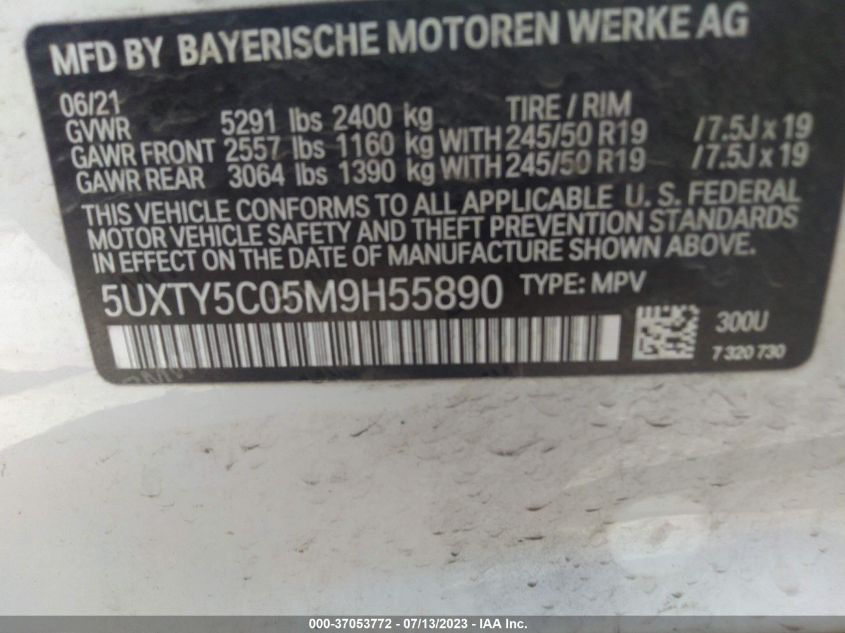 MFD BY BAYERISCHE MOTOREN WERKE AG
06/21 TIRE / RIM
GVWR 5291 lbs 2400 kg
GAWR FRONT 2557 lbs 1160 kg WITH 245/50 R19 /7.5J x 19
GAWR REAR 3064 lbs 1390 kg WITH 245/50 R19 /7.5J x 19
THIS VEHICLE CONFORMS TO ALL APPLICABLE U. S. FEDERAL
MOTOR VEHICLE SAFETY AND THEFT PREVENTION STANDARDS
IN EFFECT ON THE DATE OF MANUFACTURE SHOWN ABOVE.
5UXTY5C05M9H55890 TYPE: MPV
300U
7 320 730
000-37053772 - 07/13/2023 - IAA Inc.